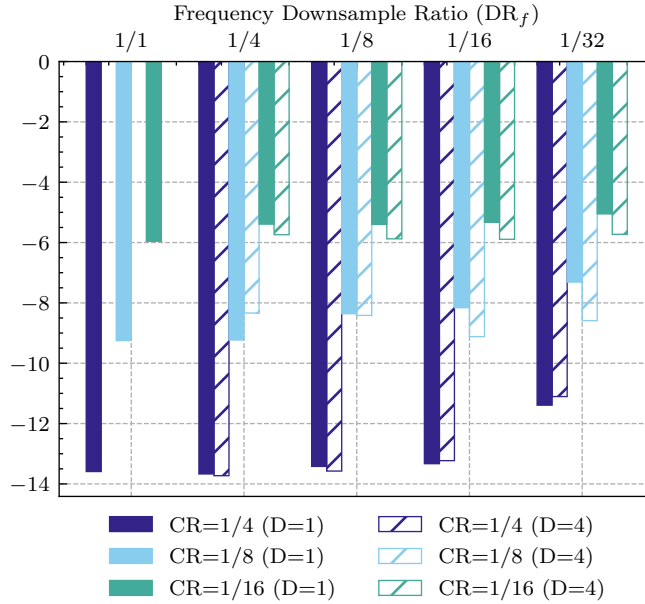 Frequency Downsample Ratio (DR_f)
1/1 1/4 1/8 1/16 1/32
0
−2
−4
−6
−8
−10
−12
−14
CR=1/4 (D=1) CR=1/4 (D=4)
CR=1/8 (D=1) CR=1/8 (D=4)
CR=1/16 (D=1) CR=1/16 (D=4)